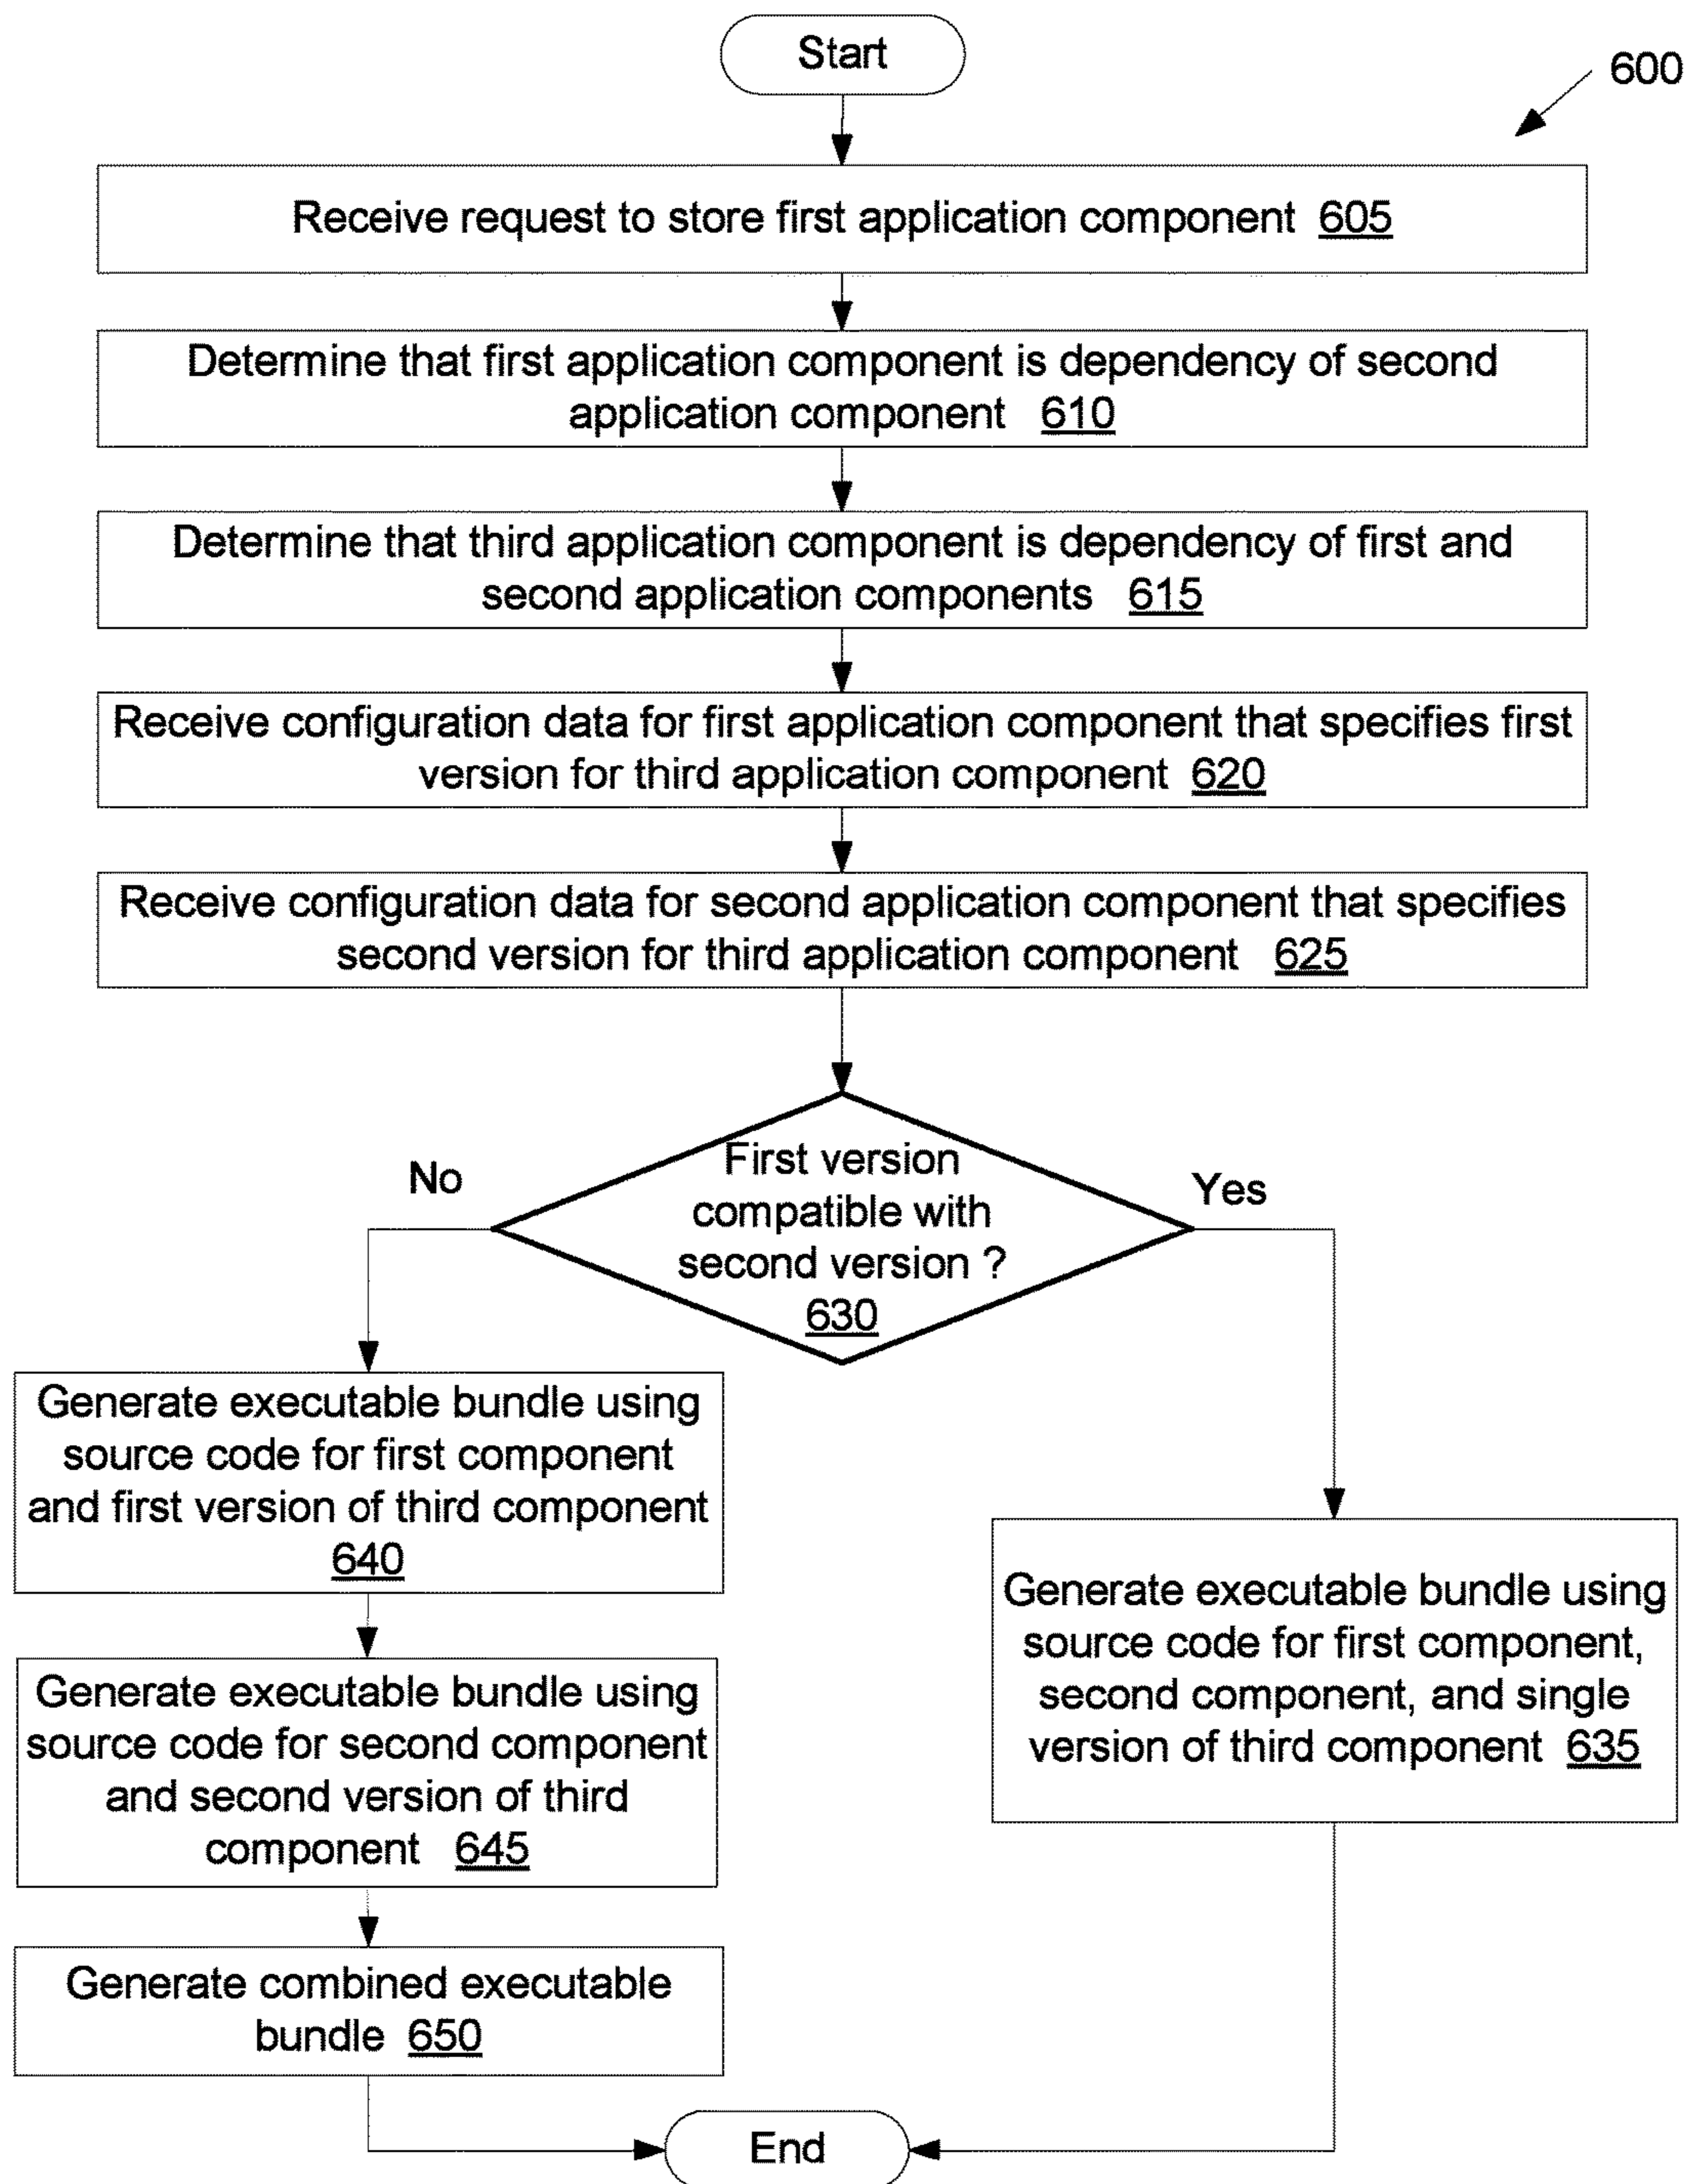 Start
600
Receive request to store first application component 605
Determine that first application component is dependency of second
application component 610
Determine that third application component is dependency of first and
second application components 615
Receive configuration data for first application component that specifies first
version for third application component 620
Receive configuration data for second application component that specifies
second version for third application component 625
First version
compatible with
second version ?
630
No
Yes
Generate executable bundle using
source code for first component
and first version of third component
640
Generate executable bundle using
source code for second component
and second version of third
component 645
Generate combined executable
bundle 650
Generate executable bundle using
source code for first component,
second component, and single
version of third component 635
End